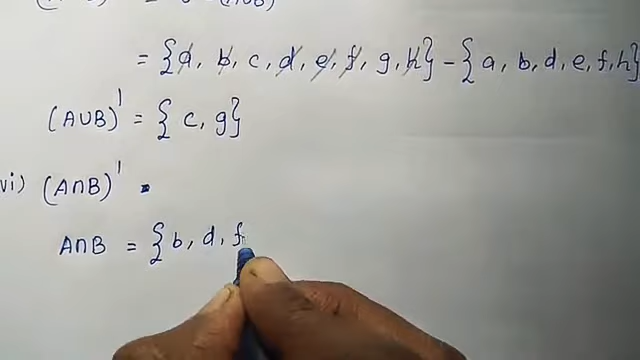 = {a, b, c, d, e, f, g, h} - {a, b, d, e, f, h}
(A∪B)' = { c, g}
vi) (A∩B)'
A∩B = { b, d, f